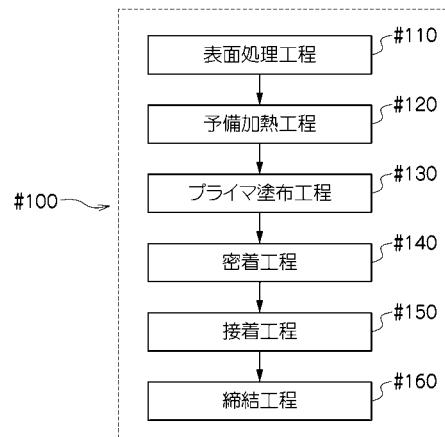 #110
表面処理工程
#120
予備加熱工程
#130
プライマ塗布工程
#100
#140
密着工程
#150
接着工程
#160
締結工程